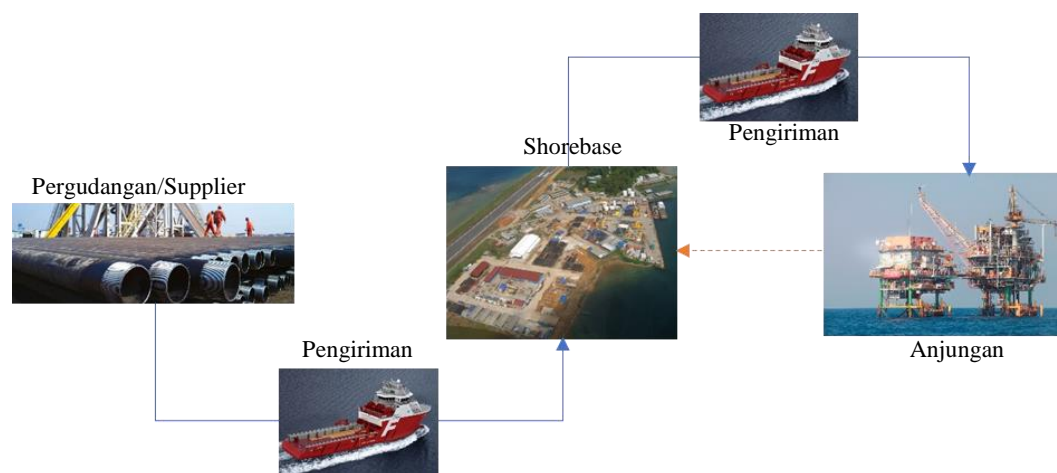 Pergudangan/Supplier
Pengiriman
Shorebase
Pengiriman
Anjungan